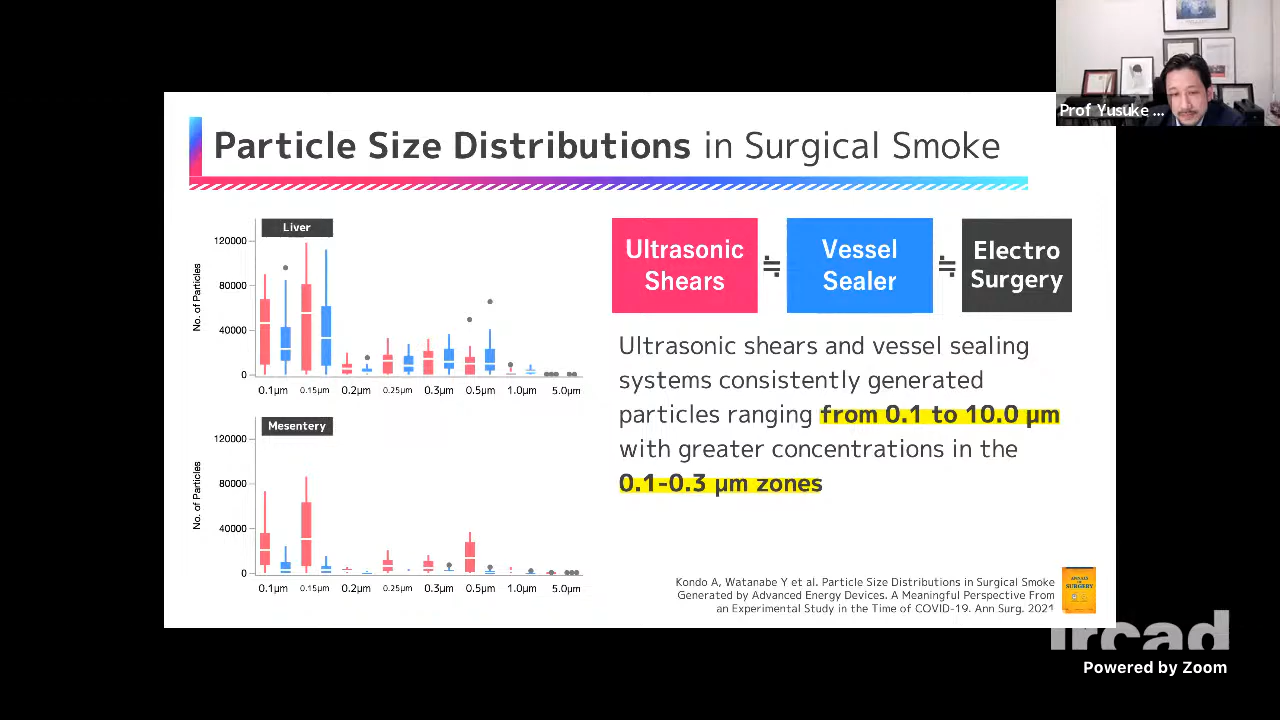 Prof Yusuke ...
Particle Size Distributions in Surgical Smoke
Liver
No. of Particles
120000
80000
40000
0
0.1µm 0.15µm 0.2µm 0.25µm 0.3µm 0.5µm 1.0µm 5.0µm
Mesentery
No. of Particles
120000
80000
40000
0
0.1µm 0.15µm 0.2µm 0.25µm 0.3µm 0.5µm 1.0µm 5.0µm
Ultrasonic
Shears
≒
Vessel
Sealer
≒
Electro
Surgery
Ultrasonic shears and vessel sealing
systems consistently generated
particles ranging from 0.1 to 10.0 µm
with greater concentrations in the
0.1-0.3 µm zones
Kondo A, Watanabe Y et al. Particle Size Distributions in Surgical Smoke
Generated by Advanced Energy Devices. A Meaningful Perspective From
an Experimental Study in the Time of COVID-19. Ann Surg. 2021
ANNALS
OF
SURGERY
ircad
Powered by Zoom